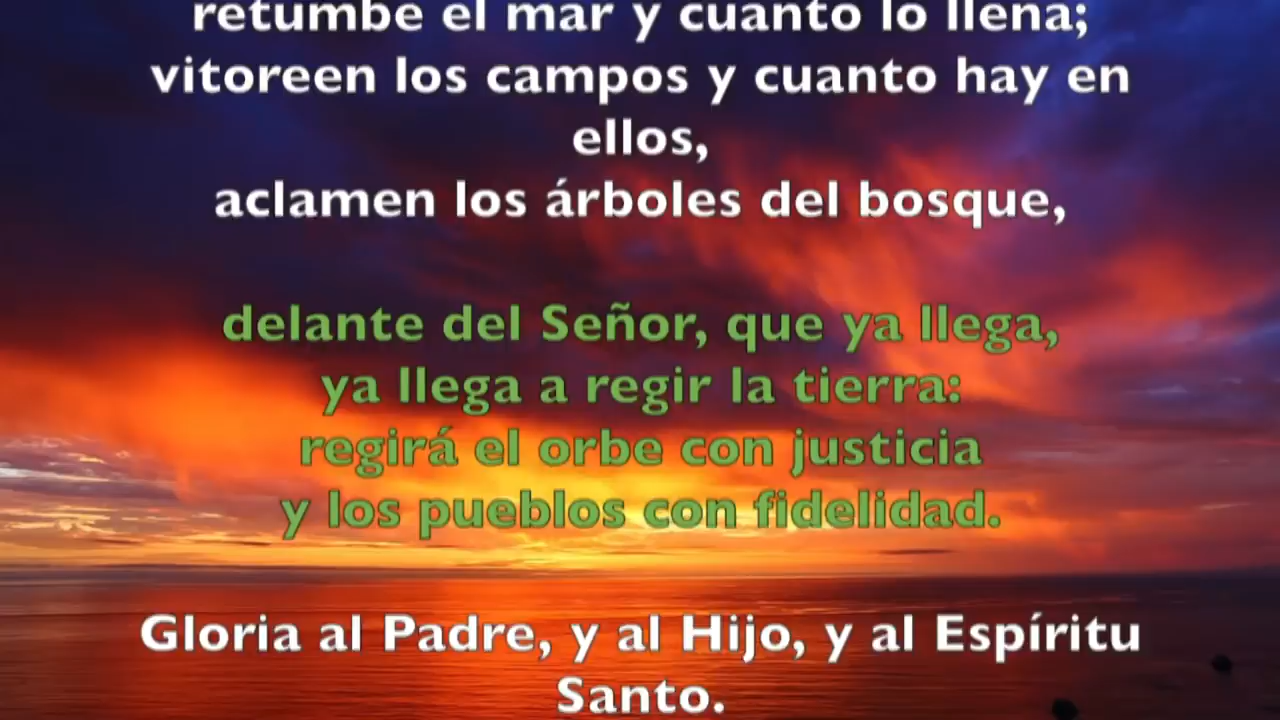 retumbe el mar y cuanto lo llena;
vitoreen los campos y cuanto hay en
ellos,
aclamen los árboles del bosque,
delante del Señor, que ya llega,
ya llega a regir la tierra:
regirá el orbe con justicia
y los pueblos con fidelidad.
Gloria al Padre, y al Hijo, y al Espíritu
Santo.